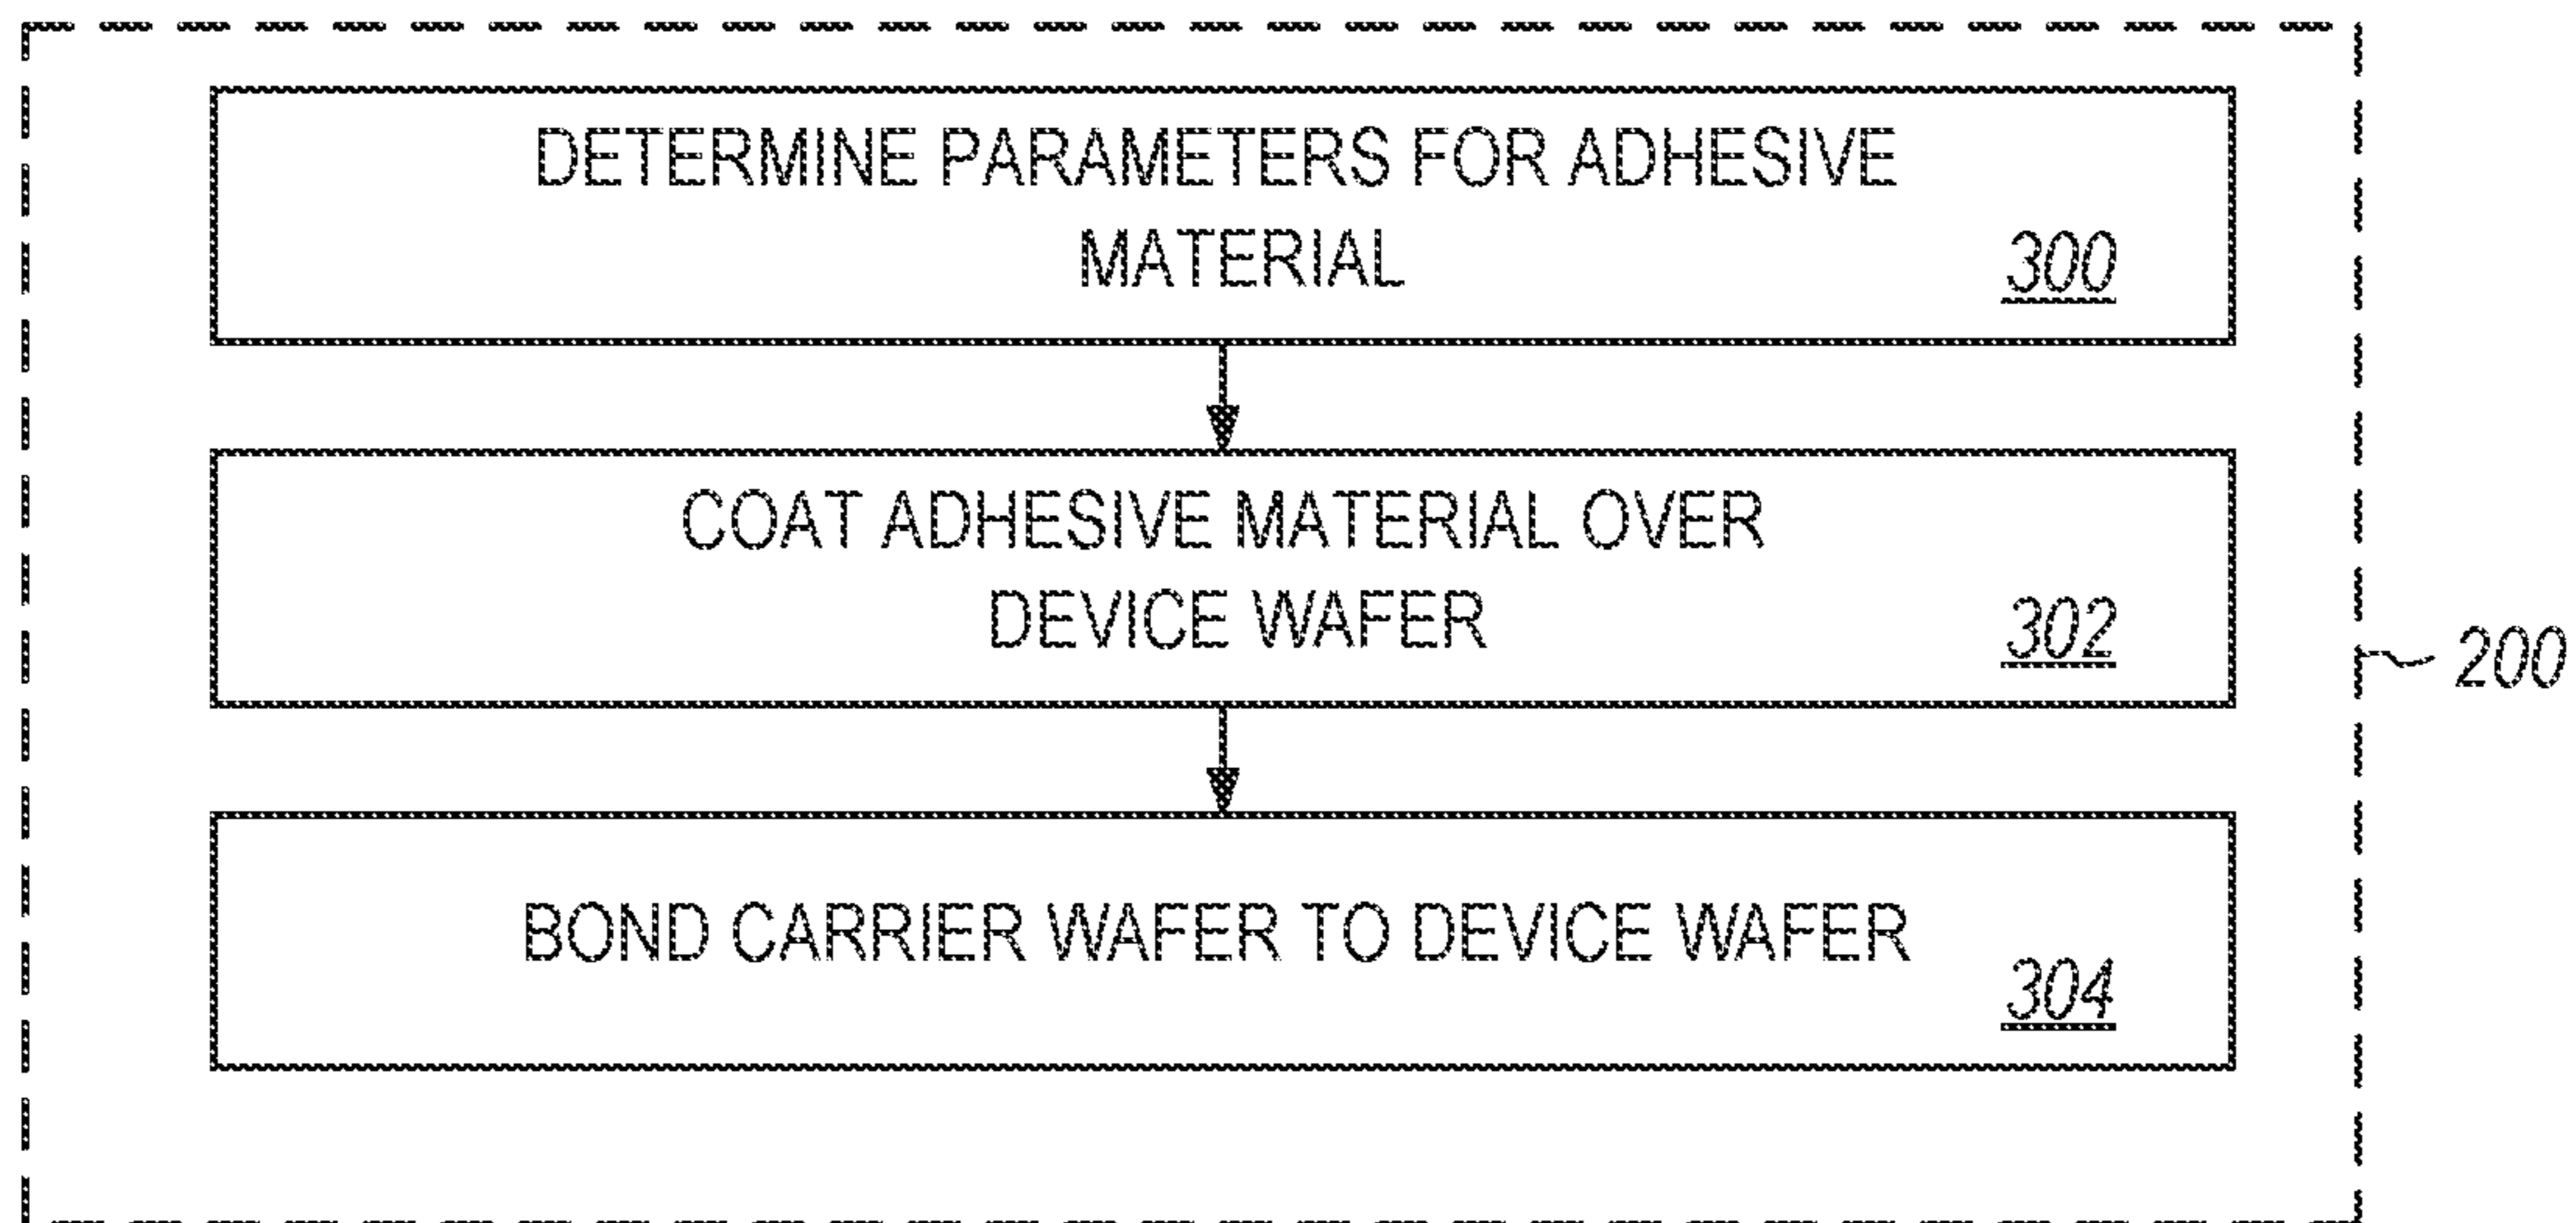 DETERMINE PARAMETERS FOR ADHESIVE
MATERIAL
300
COAT ADHESIVE MATERIAL OVER
DEVICE WAFER
302
200
BOND CARRIER WAFER TO DEVICE WAFER
304